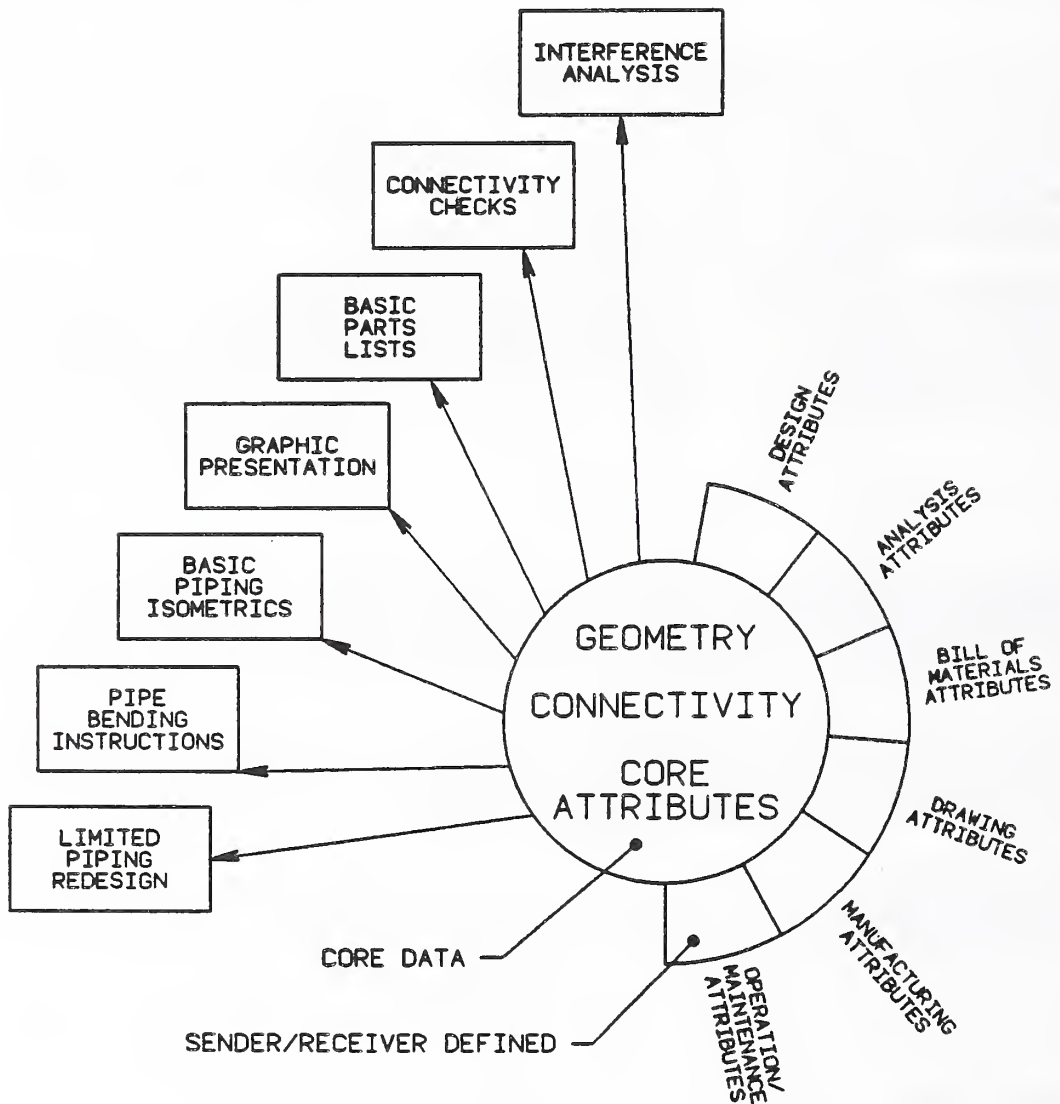 INTERFERENCE
ANALYSIS
CONNECTIVITY
CHECKS
BASIC
PARTS
LISTS
GRAPHIC
PRESENTATION
BASIC
PIPING
ISOMETRICS
PIPE
BENDING
INSTRUCTIONS
LIMITED
PIPING
REDESIGN
GEOMETRY
CONNECTIVITY
CORE
ATTRIBUTES
DESIGN
ATTRIBUTES
ANALYSIS
ATTRIBUTES
BILL OF
MATERIALS
ATTRIBUTES
DRAWING
ATTRIBUTES
MANUFACTURING
ATTRIBUTES
OPERATION/
MAINTENANCE
ATTRIBUTES
CORE DATA
SENDER/RECEIVER DEFINED